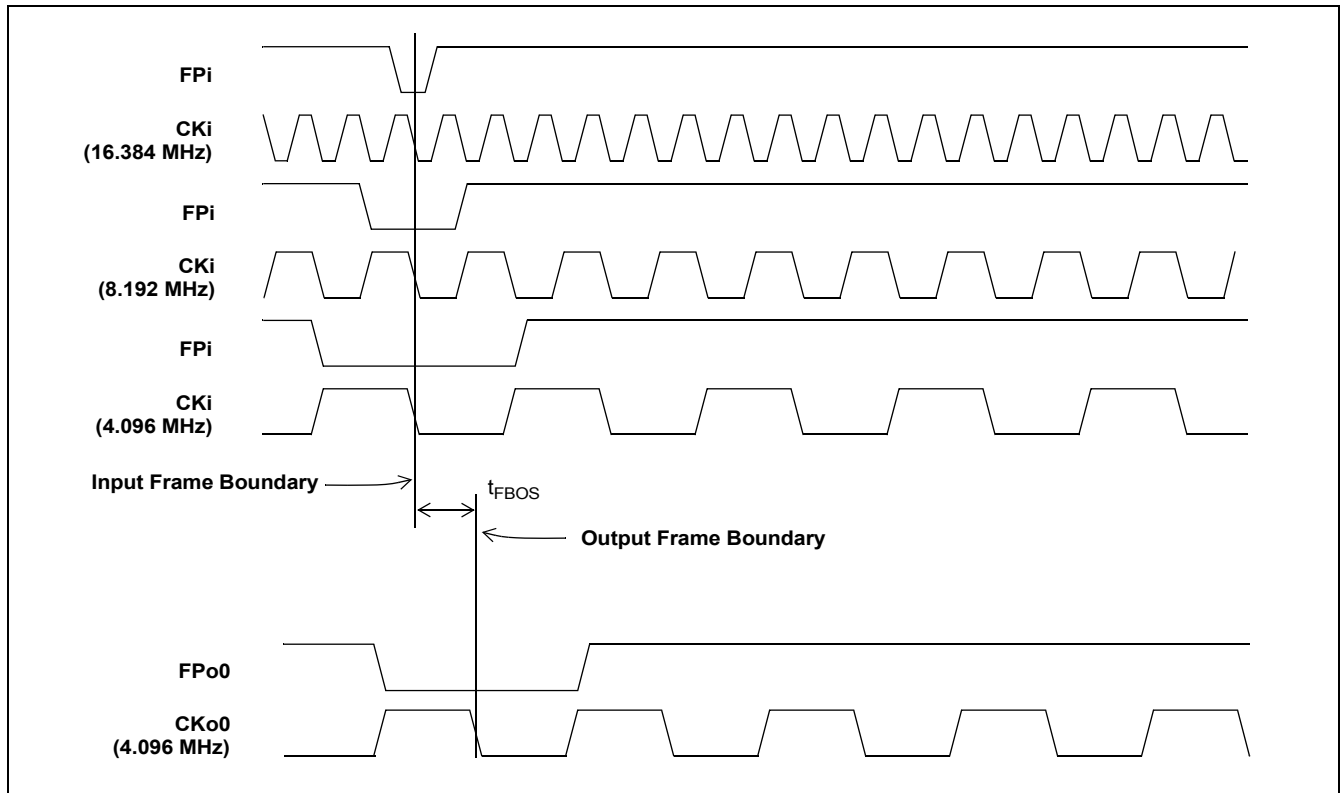 FPi
CKi
(16.384 MHz)
FPi
CKi
(8.192 MHz)
FPi
CKi
(4.096 MHz)
Input Frame Boundary
tFBOS
Output Frame Boundary
FPo0
CKo0
(4.096 MHz)